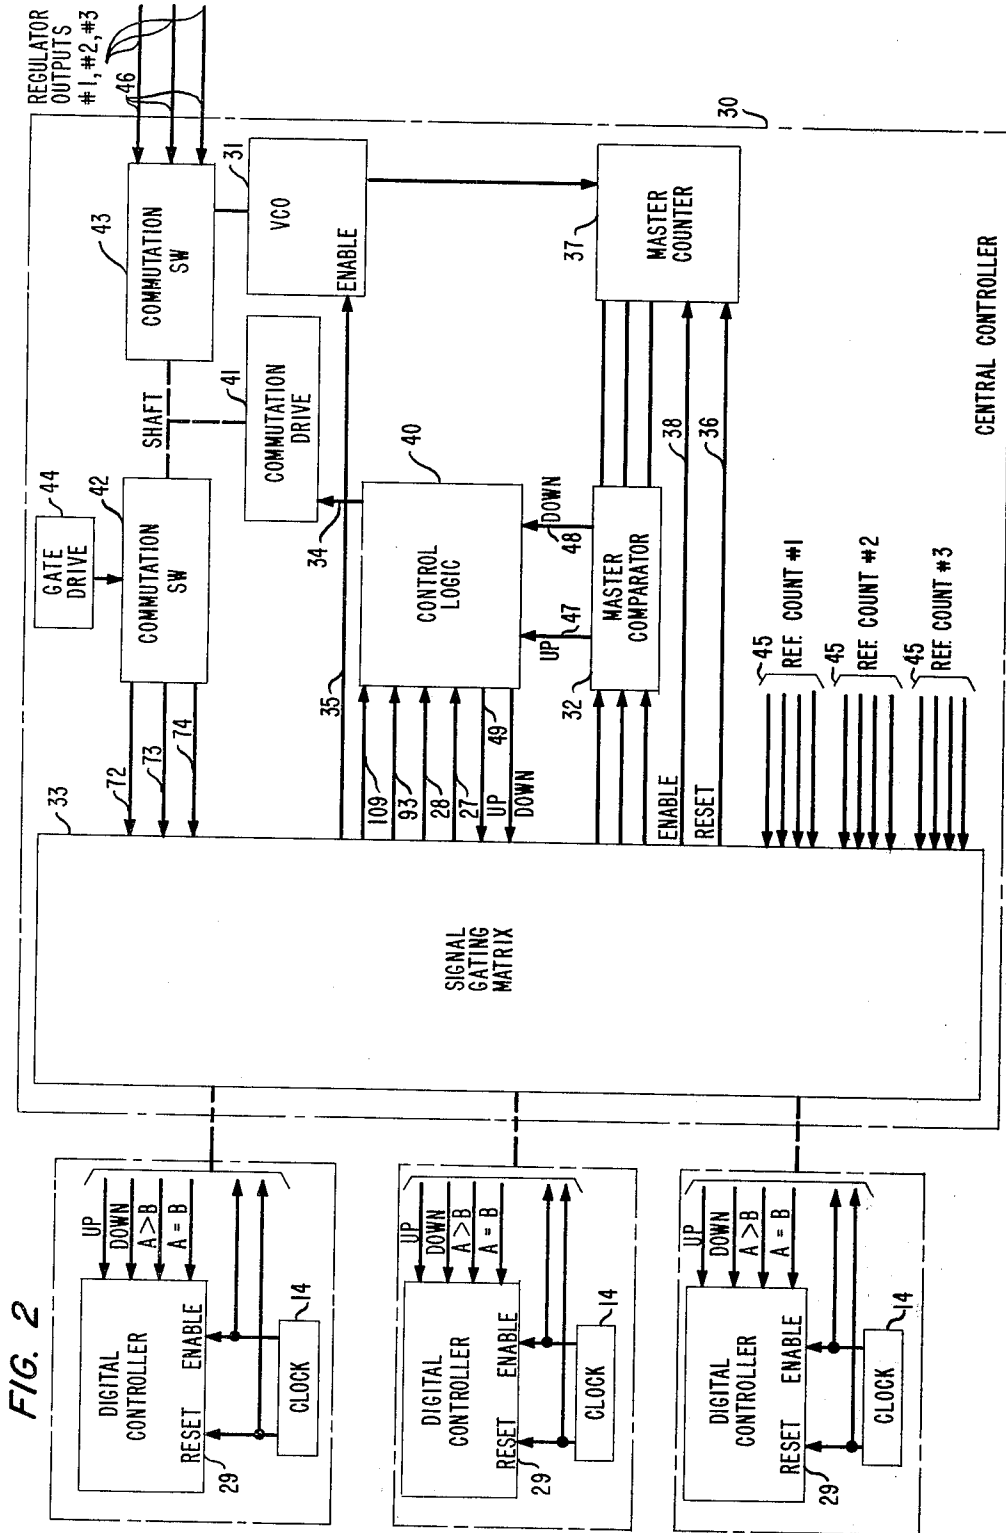 FIG. 2
REGULATOR
OUTPUTS
#1, #2, #3
46
30
CENTRAL CONTROLLER
43
COMMUTATION
SW
31
VCO
ENABLE
37
MASTER
COUNTER
SHAFT
41
COMMUTATION
DRIVE
44
GATE
DRIVE
42
COMMUTATION
SW
34
40
CONTROL
LOGIC
DOWN
48
UP
47
32
MASTER
COMPARATOR
38
36
72
73
74
35
109
93
28
27
49
UP
DOWN
ENABLE
RESET
45
REF. COUNT #1
45
REF. COUNT #2
45
REF. COUNT #3
33
SIGNAL
GATING
MATRIX
UP
DOWN
A > B
A = B
DIGITAL
CONTROLLER
RESET
ENABLE
29
CLOCK
14
UP
DOWN
A > B
A = B
DIGITAL
CONTROLLER
RESET
ENABLE
29
CLOCK
14
UP
DOWN
A > B
A = B
DIGITAL
CONTROLLER
RESET
ENABLE
29
CLOCK
14